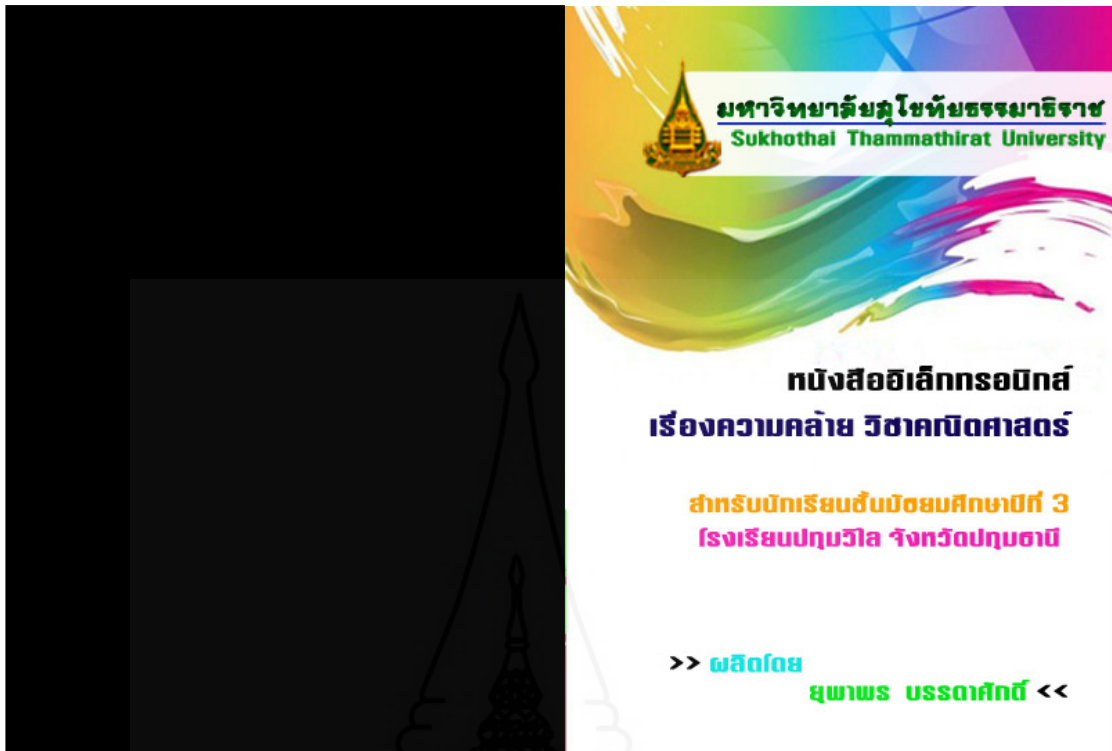 มหาวิทยาลัยสุโขทัยธรรมาธิราช
Sukhothai Thammathirat University
หนังสืออิเล็กทรอนิกส์
เรื่องความคล้าย วิชาคณิตศาสตร์
สำหรับนักเรียนชั้นมัธยมศึกษาปีที่ 3
โรงเรียนปทุมวิไล จังหวัดปทุมธานี
>> ผลิตโดย
ยุพาพร บรรดาศักดิ์ <<